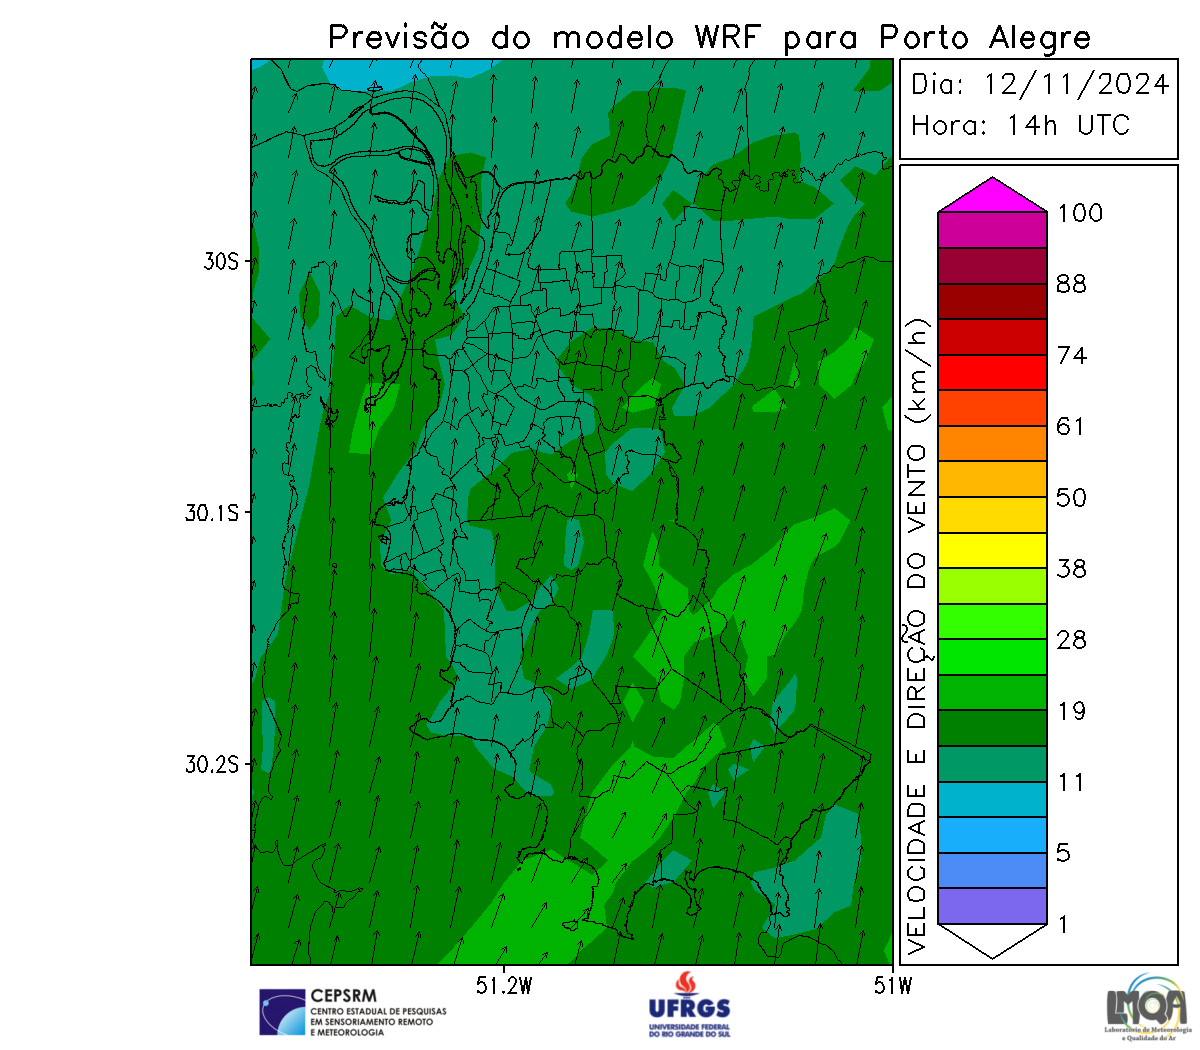 Previsão do modelo WRF para Porto Alegre
Dia: 12/11/2024
Hora: 14h UTC
30S
30.1S
30.2S
51.2W
51W
VELOCIDADE E DIREÇÃO DO VENTO (km/h)
100
88
74
61
50
38
28
19
11
5
1
CEPSRM
CENTRO ESTADUAL DE PESQUISAS
EM SENSORIAMENTO REMOTO
E METEOROLOGIA
UFRGS
UNIVERSIDADE FEDERAL
DO RIO GRANDE DO SUL
LMQA
Laboratório de Meteorologia
e Qualidade do Ar